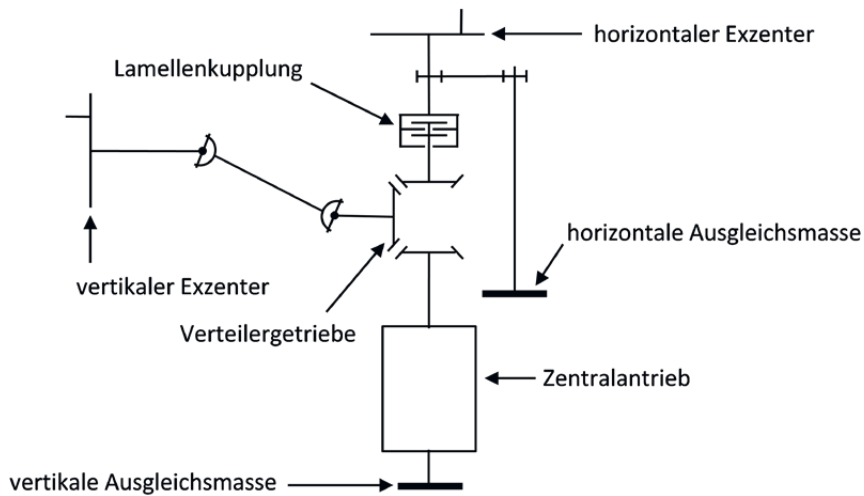 horizontaler Exzenter
Lamellenkupplung
horizontale Ausgleichsmasse
vertikaler Exzenter
Verteilergetriebe
Zentralantrieb
vertikale Ausgleichsmasse